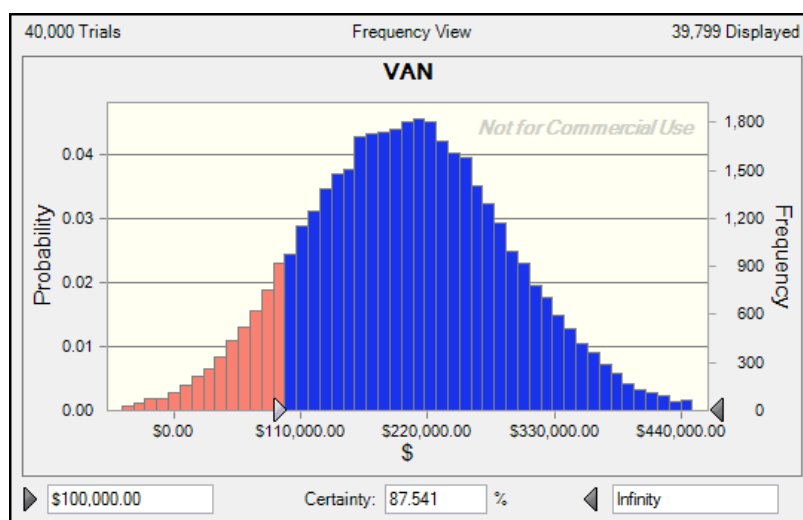 40,000 Trials Frequency View 39,799 Displayed
VAN
Not for Commercial Use
Probability
0.04
0.03
0.02
0.01
0.00
1,800
1,500
1,200
900
600
300
0
Frequency
$0.00 $110,000.00 $220,000.00 $330,000.00 $440,000.00
$
$100,000.00 Certainty: 87.541 % Infinity